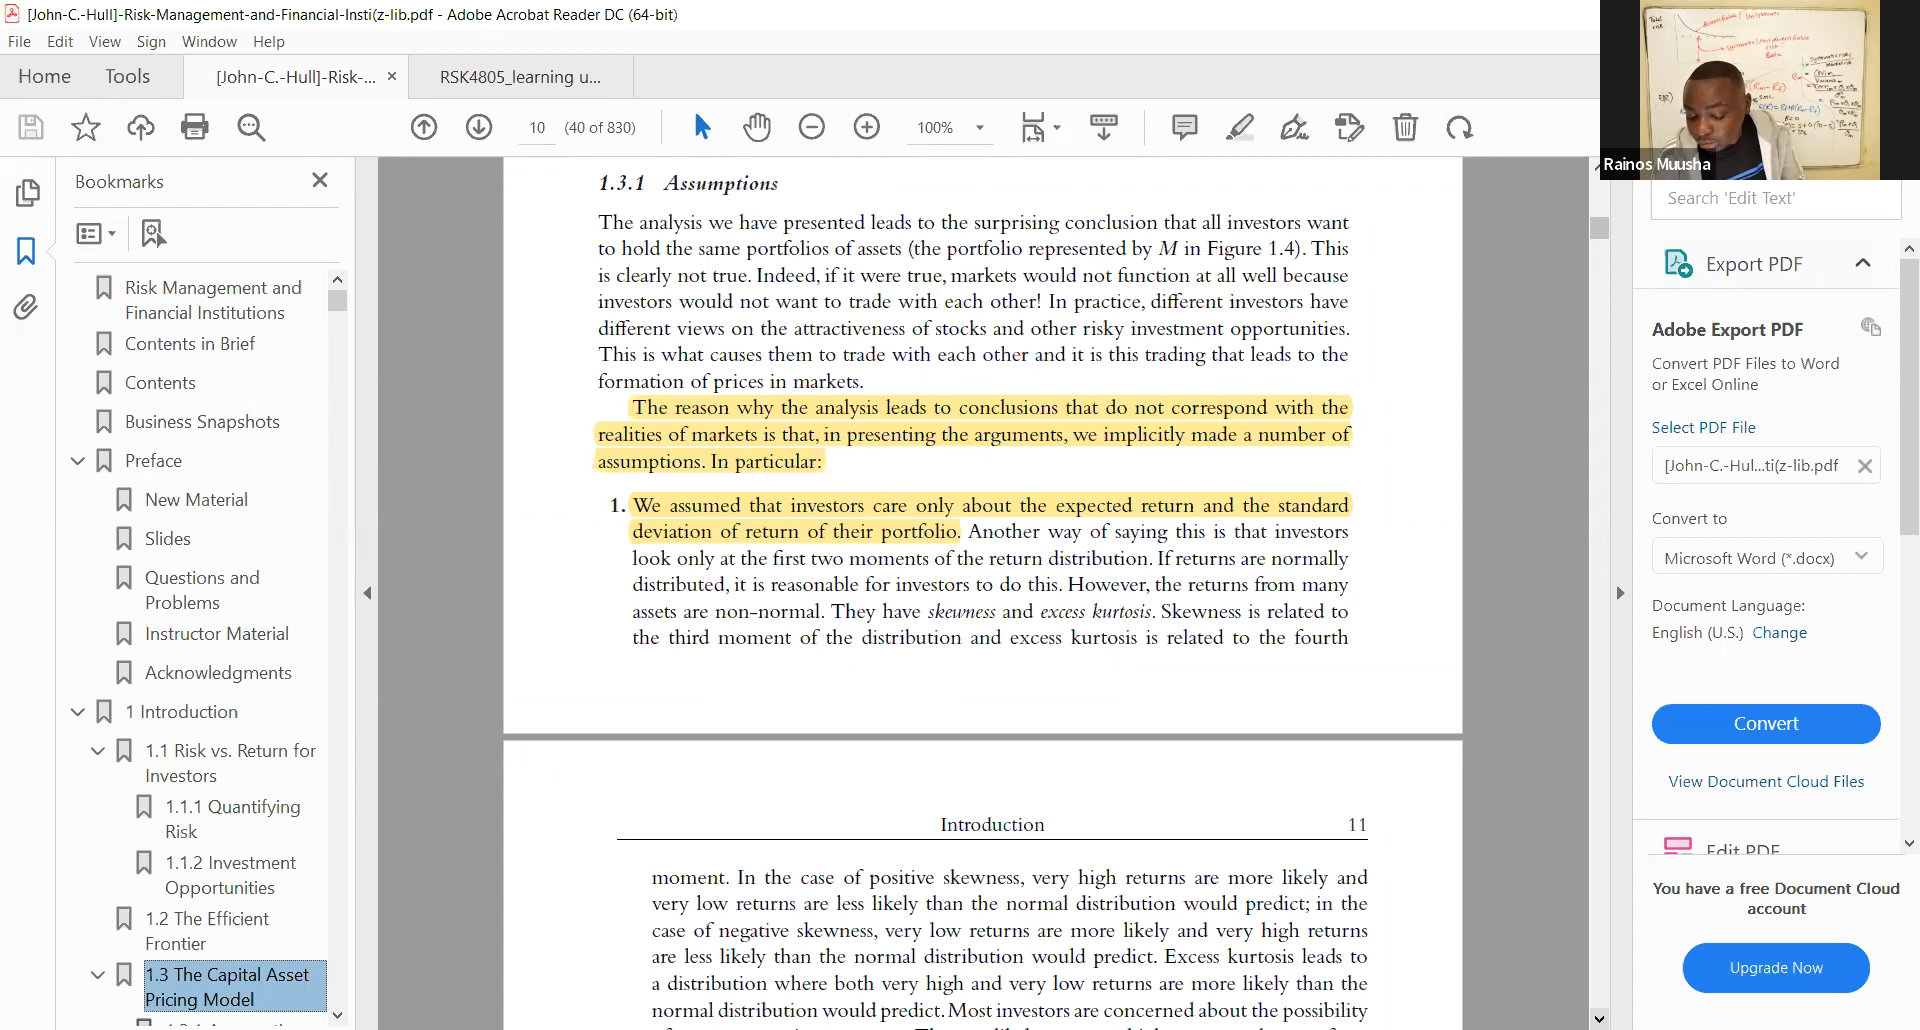 [John-C.-Hull]-Risk-Management-and-Financial-Insti(z-lib.pdf - Adobe Acrobat Reader DC (64-bit)
File Edit View Sign Window Help
Home Tools [John-C.-Hull]-Risk-... × RSK4805_learning u...
10 (40 of 830) 100%
Rainos Muusha
Bookmarks
Risk Management and
Financial Institutions
Contents in Brief
Contents
Business Snapshots
Preface
New Material
Slides
Questions and
Problems
Instructor Material
Acknowledgments
1 Introduction
1.1 Risk vs. Return for
Investors
1.1.1 Quantifying
Risk
1.1.2 Investment
Opportunities
1.2 The Efficient
Frontier
1.3 The Capital Asset
Pricing Model
1.3.1 Assumptions
The analysis we have presented leads to the surprising conclusion that all investors want
to hold the same portfolios of assets (the portfolio represented by M in Figure 1.4). This
is clearly not true. Indeed, if it were true, markets would not function at all well because
investors would not want to trade with each other! In practice, different investors have
different views on the attractiveness of stocks and other risky investment opportunities.
This is what causes them to trade with each other and it is this trading that leads to the
formation of prices in markets.
The reason why the analysis leads to conclusions that do not correspond with the
realities of markets is that, in presenting the arguments, we implicitly made a number of
assumptions. In particular:
1. We assumed that investors care only about the expected return and the standard
deviation of return of their portfolio. Another way of saying this is that investors
look only at the first two moments of the return distribution. If returns are normally
distributed, it is reasonable for investors to do this. However, the returns from many
assets are non-normal. They have skewness and excess kurtosis. Skewness is related to
the third moment of the distribution and excess kurtosis is related to the fourth
Introduction 11
moment. In the case of positive skewness, very high returns are more likely and
very low returns are less likely than the normal distribution would predict; in the
case of negative skewness, very low returns are more likely and very high returns
are less likely than the normal distribution would predict. Excess kurtosis leads to
a distribution where both very high and very low returns are more likely than the
normal distribution would predict. Most investors are concerned about the possibility
Search 'Edit Text'
Export PDF
Adobe Export PDF
Convert PDF Files to Word
or Excel Online
Select PDF File
[John-C.-Hul...ti(z-lib.pdf
Convert to
Microsoft Word (*.docx)
Document Language:
English (U.S.) Change
Convert
View Document Cloud Files
Edit PDF
You have a free Document Cloud
account
Upgrade Now